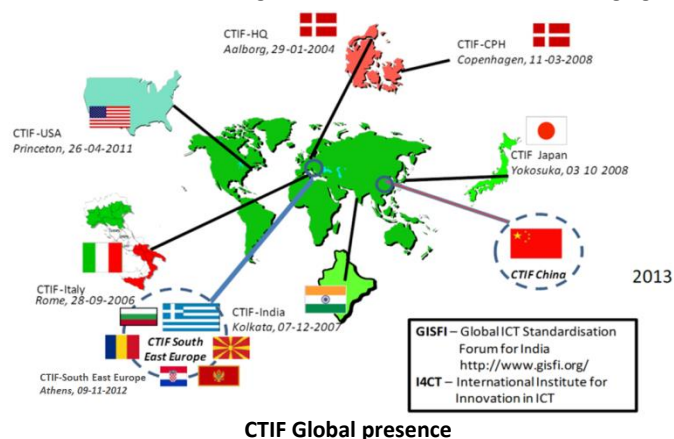 CTIF-HQ
Aalborg, 29-01-2004
CTIF-CPH
Copenhagen, 11-03-2008
CTIF-USA
Princeton, 26-04-2011
CTIF Japan
Yokosuka, 03 10 2008
CTIF China
2013
CTIF-Italy
Rome, 28-09-2006
CTIF-India
Kolkata, 07-12-2007
CTIF South
East Europe
CTIF-South East Europe
Athens, 09-11-2012
GISFI – Global ICT Standardisation
Forum for India
http://www.gisfi.org/
I4CT – International Institute for
Innovation in ICT
CTIF Global presence